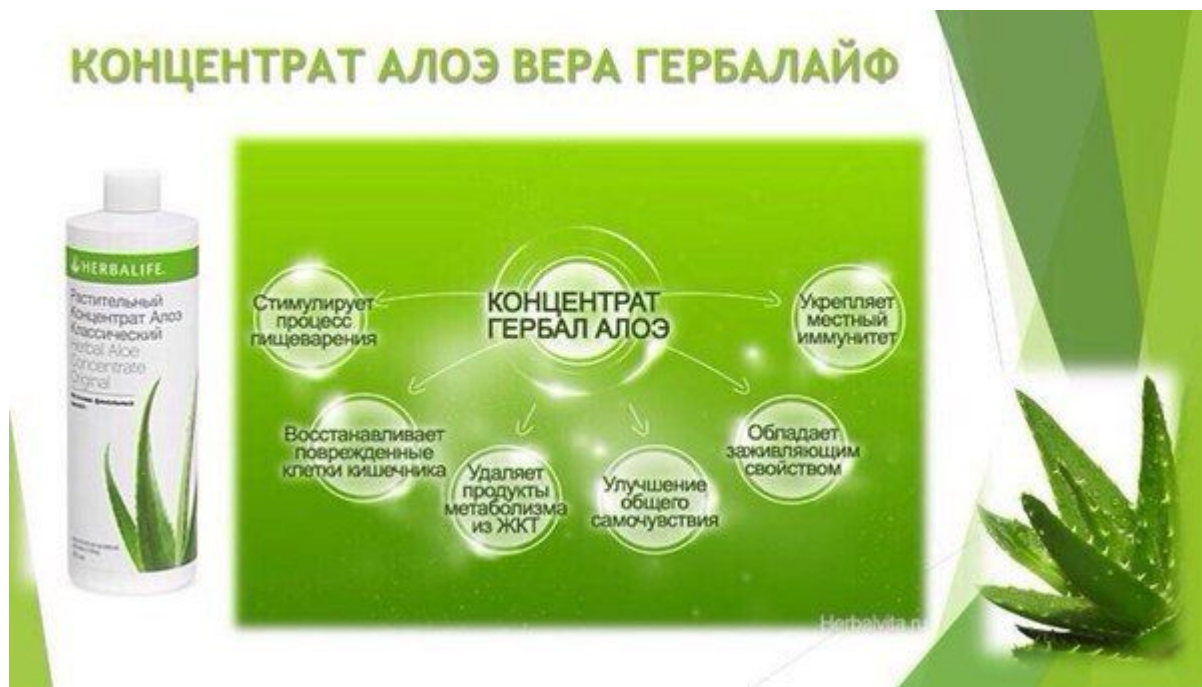 КОНЦЕНТРАТ АЛОЭ ВЕРА ГЕРБАЛАЙФ
HERBALIFE.
Растительный
Концентрат Алоэ
Классический
Herbal Aloe
Concentrate
Original
КОНЦЕНТРАТ
ГЕРБАЛ АЛОЭ
Стимулирует
процесс
пищеварения
Восстанавливает
поврежденные
клетки кишечника
Удаляет
продукты
метаболизма
из ЖКТ
Улучшение
общего
самочувствия
Обладает
заживляющим
свойством
Укрепляет
местный
иммунитет
Herbalvita.ru